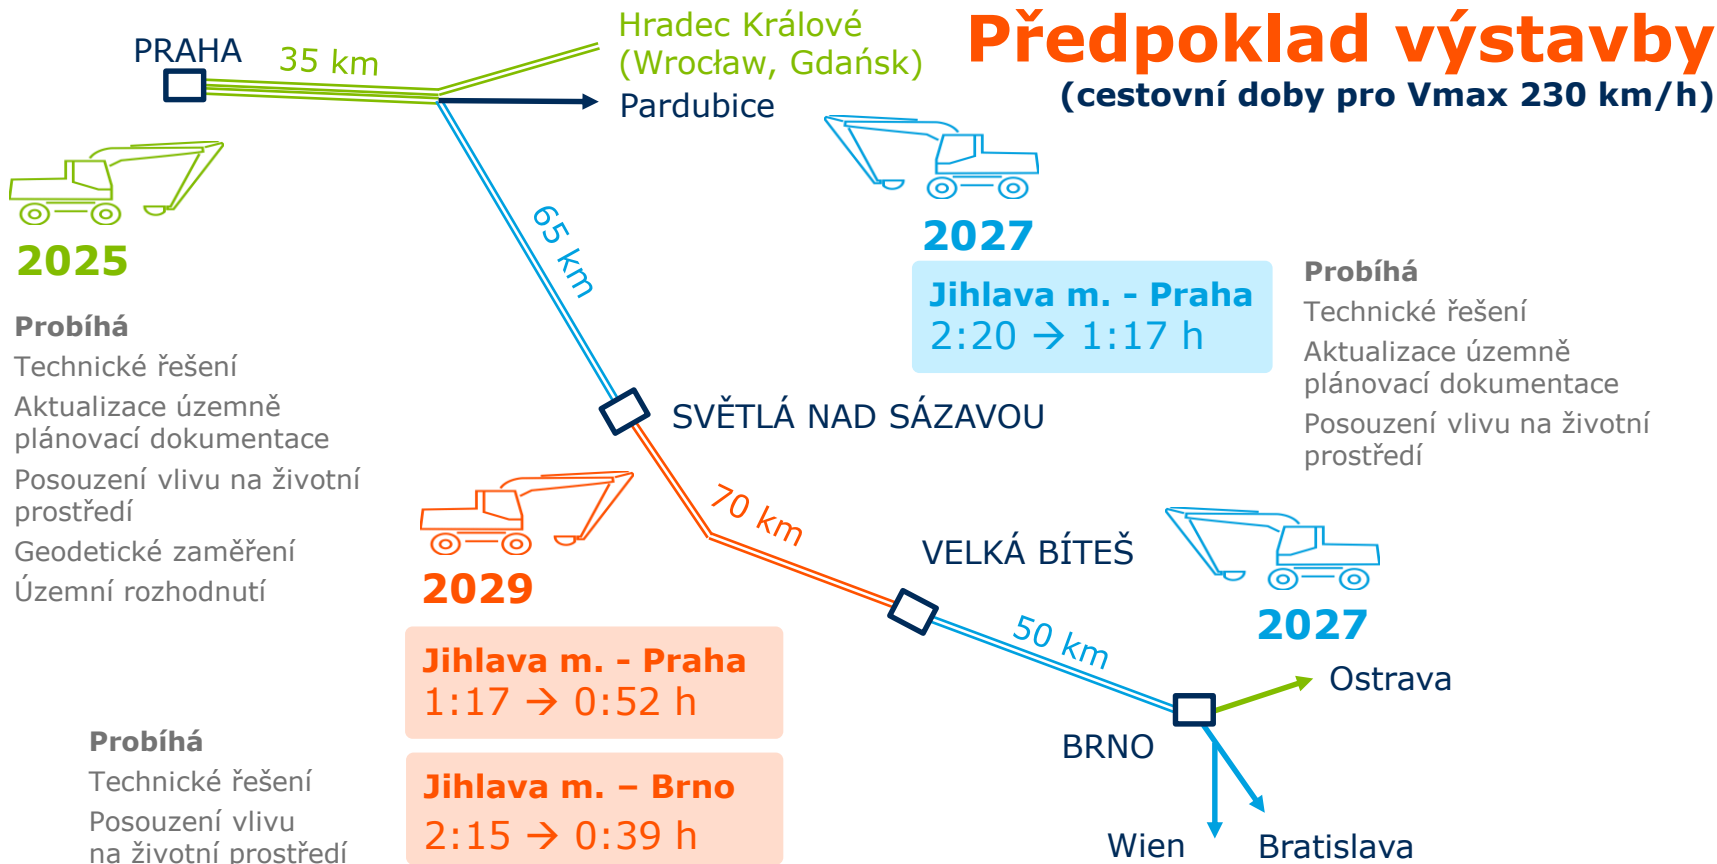 Předpoklad výstavby
(cestovní doby pro Vmax 230 km/h)
PRAHA
35 km
Hradec Králové
(Wrocław, Gdańsk)
Pardubice
2025
Probíhá
Technické řešení
Aktualizace územně
plánovací dokumentace
Posouzení vlivu na životní
prostředí
Geodetické zaměření
Územní rozhodnutí
65 km
2027
Jihlava m. - Praha
2:20 → 1:17 h
Probíhá
Technické řešení
Aktualizace územně
plánovací dokumentace
Posouzení vlivu na životní
prostředí
SVĚTLÁ NAD SÁZAVOU
70 km
2029
Jihlava m. - Praha
1:17 → 0:52 h
Jihlava m. – Brno
2:15 → 0:39 h
Probíhá
Technické řešení
Posouzení vlivu
na životní prostředí
VELKÁ BÍTEŠ
50 km
2027
Ostrava
BRNO
Wien
Bratislava